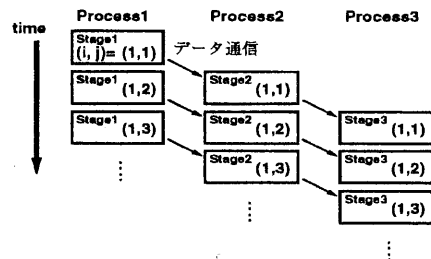 Process1 Process2 Process3
time
Stage1
(i, j)= (1,1)
データ通信
Stage1 (1,2)
Stage2 (1,1)
Stage1 (1,3)
Stage2 (1,2)
Stage3 (1,1)
Stage2 (1,3)
Stage3 (1,2)
Stage3 (1,3)